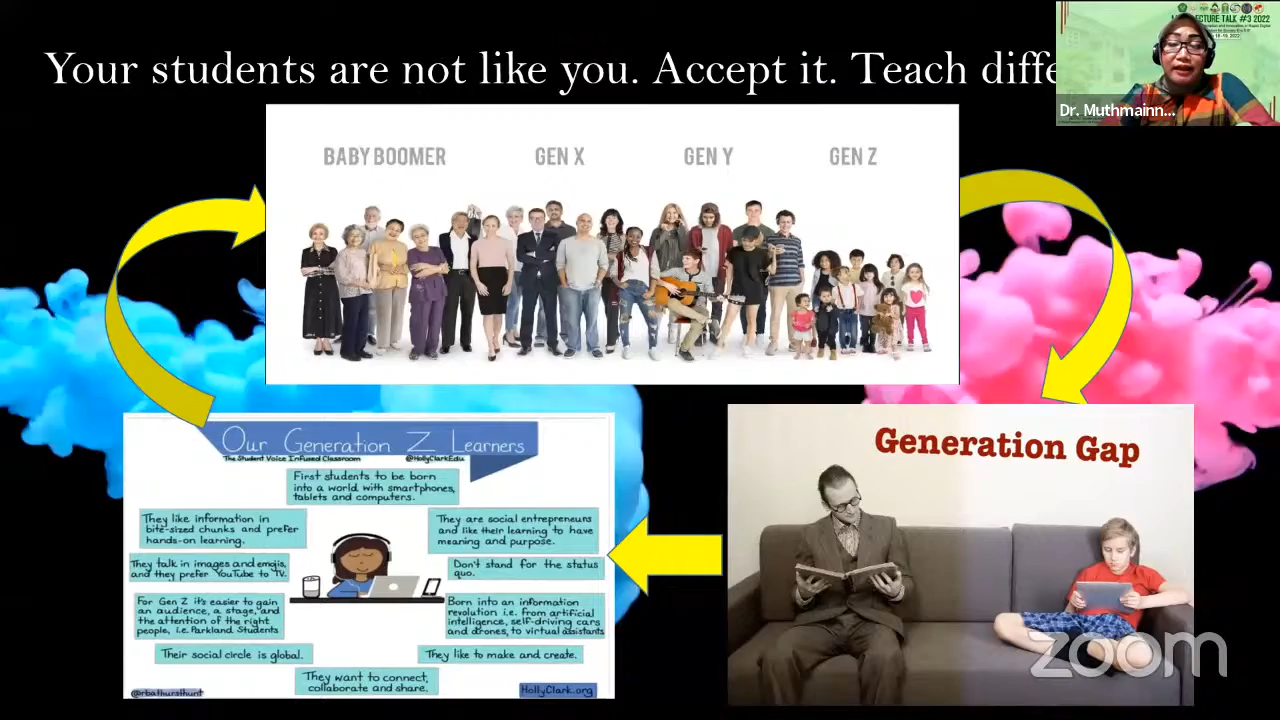 Your students are not like you. Accept it. Teach diffe
LECTURE TALK #3 2022
Dr. Muthmainn...
BABY BOOMER GEN X GEN Y GEN Z
Generation Gap
Our Generation Z Learners
The Student Voice Infused Classroom @HollyClarkEdu
First students to be born
into a world with smartphones,
tablets and computers.
They like information in
bite-sized chunks and prefer
hands-on learning.
They are social entrepreneurs
and like their learning to have
meaning and purpose.
They talk in images and emojis,
and they prefer YouTube to TV.
Don't stand for the status
quo.
For Gen Z it's easier to gain
an audience, a stage, and
the attention of the right
people, i.e. Parkland Students
Born into an information
revolution i.e. from artificial
intelligence, self-driving cars
and drones, to virtual assistants
Their social circle is global.
They like to make and create.
They want to connect,
collaborate and share.
@rbathursthunt
HollyClark.org
zoom